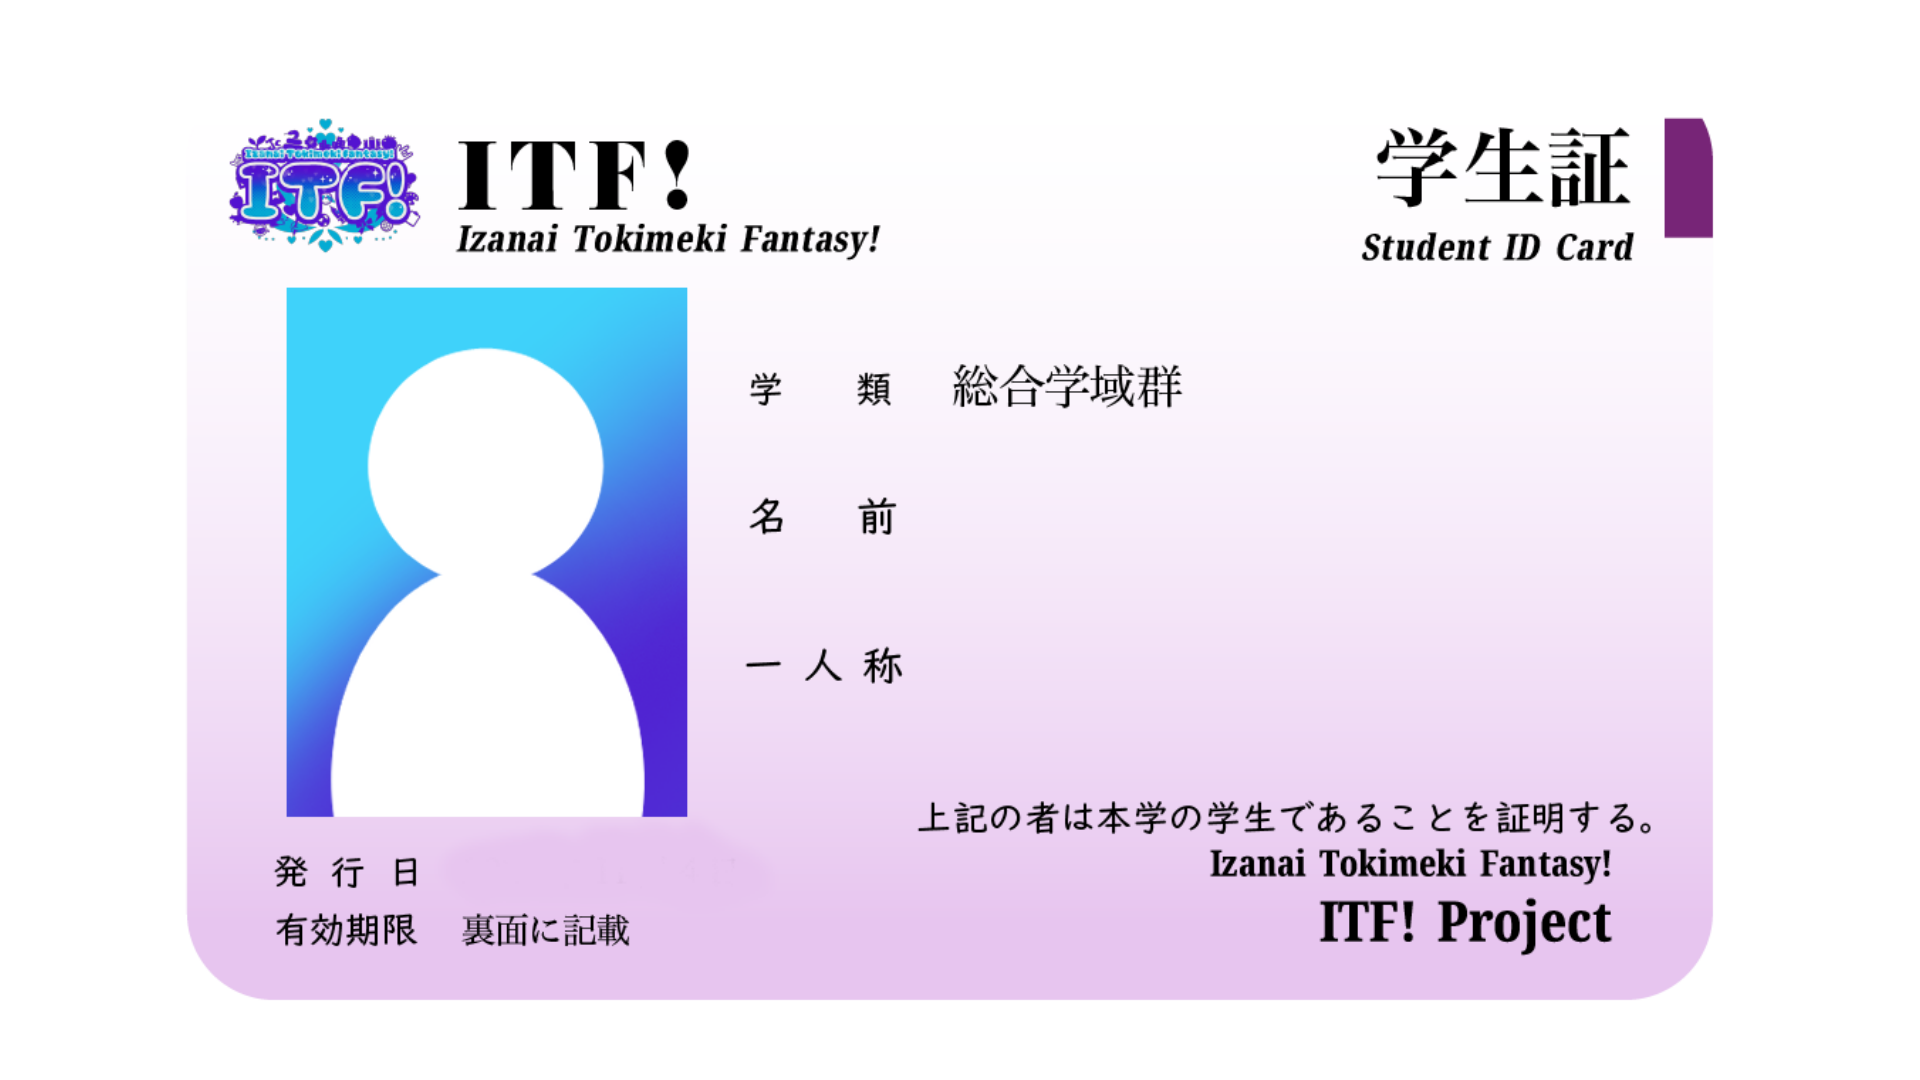 Izanai Tokimeki Fantasy!
ITF!
ITF!
Izanai Tokimeki Fantasy!
学生証
Student ID Card
学類 総合学域群
名前
一人称
上記の者は本学の学生であることを証明する。
Izanai Tokimeki Fantasy!
ITF! Project
発行日
有効期限 裏面に記載